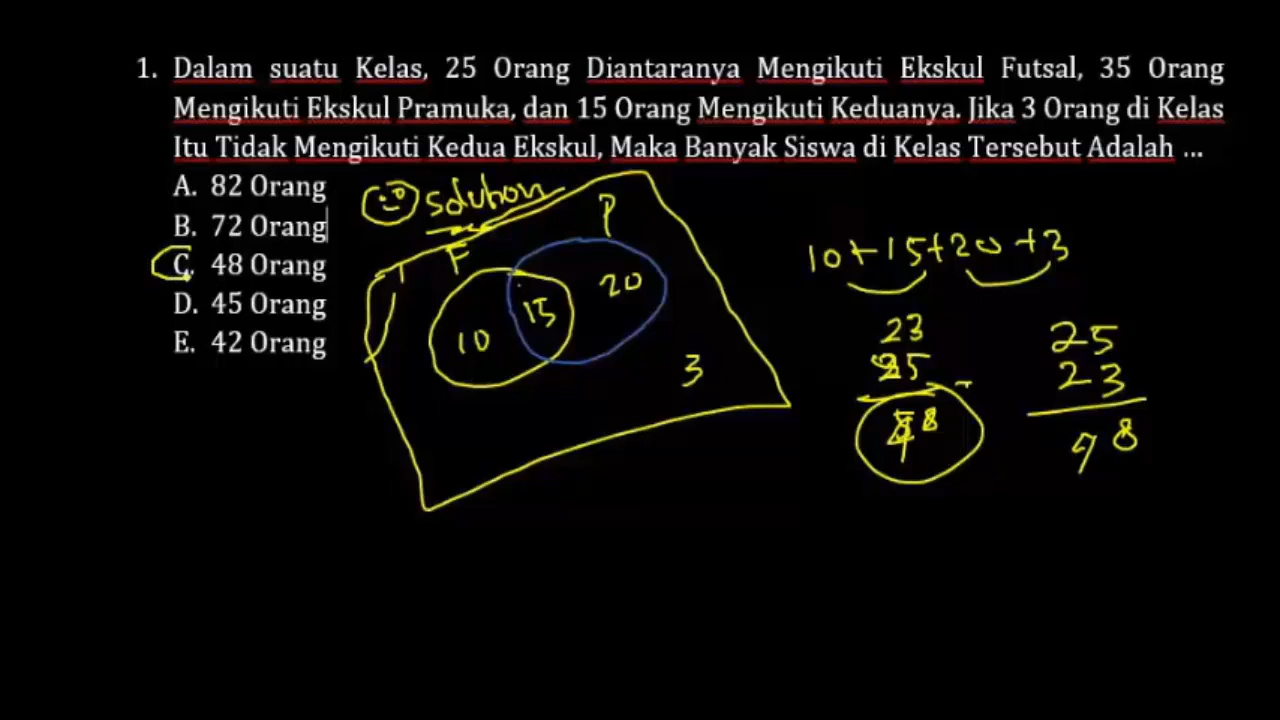 1. Dalam suatu Kelas, 25 Orang Diantaranya Mengikuti Ekskul Futsal, 35 Orang
Mengikuti Ekskul Pramuka, dan 15 Orang Mengikuti Keduanya. Jika 3 Orang di Kelas
Itu Tidak Mengikuti Kedua Ekskul, Maka Banyak Siswa di Kelas Tersebut Adalah ...
A. 82 Orang
B. 72 Orang
C. 48 Orang
D. 45 Orang
E. 42 Orang
solution
F
P
10
15
20
3
10+15+20+3
23
25
48
25
23
48